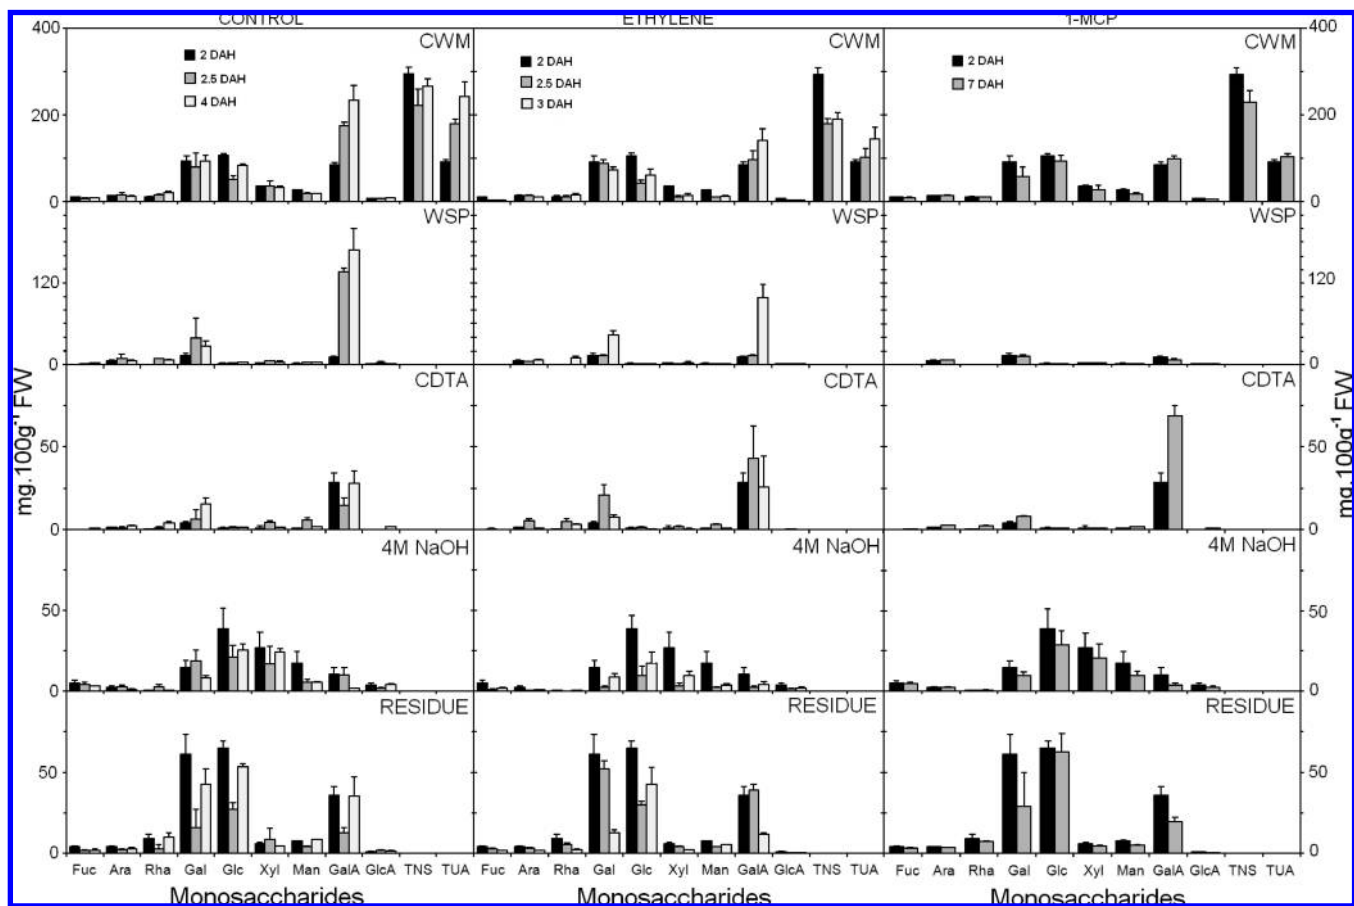 CONTROL ETHYLENE 1-MCP
400 CWM CWM CWM 400
2 DAH 2 DAH 2 DAH
2.5 DAH 2.5 DAH 7 DAH
4 DAH 3 DAH
200 200
0 WSP WSP WSP 0
120 120
0 CDTA CDTA CDTA 0
50 50
mg.100g⁻¹ FW mg.100g⁻¹ FW
0 4M NaOH 4M NaOH 4M NaOH 0
50 50
0 RESIDUE RESIDUE RESIDUE 0
50 50
0 0
Fuc Ara Rha Gal Glc Xyl Man GalA GlcA TNS TUA Fuc Ara Rha Gal Glc Xyl Man GalA GlcA TNS TUA Fuc Ara Rha Gal Glc Xyl Man GalA GlcA TNS TUA
Monosaccharides Monosaccharides Monosaccharides